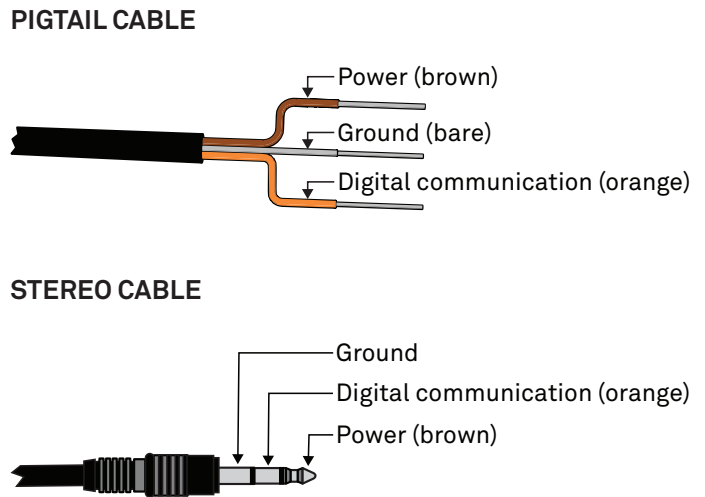 PIGTAIL CABLE
Power (brown)
Ground (bare)
Digital communication (orange)
STEREO CABLE
Ground
Digital communication (orange)
Power (brown)